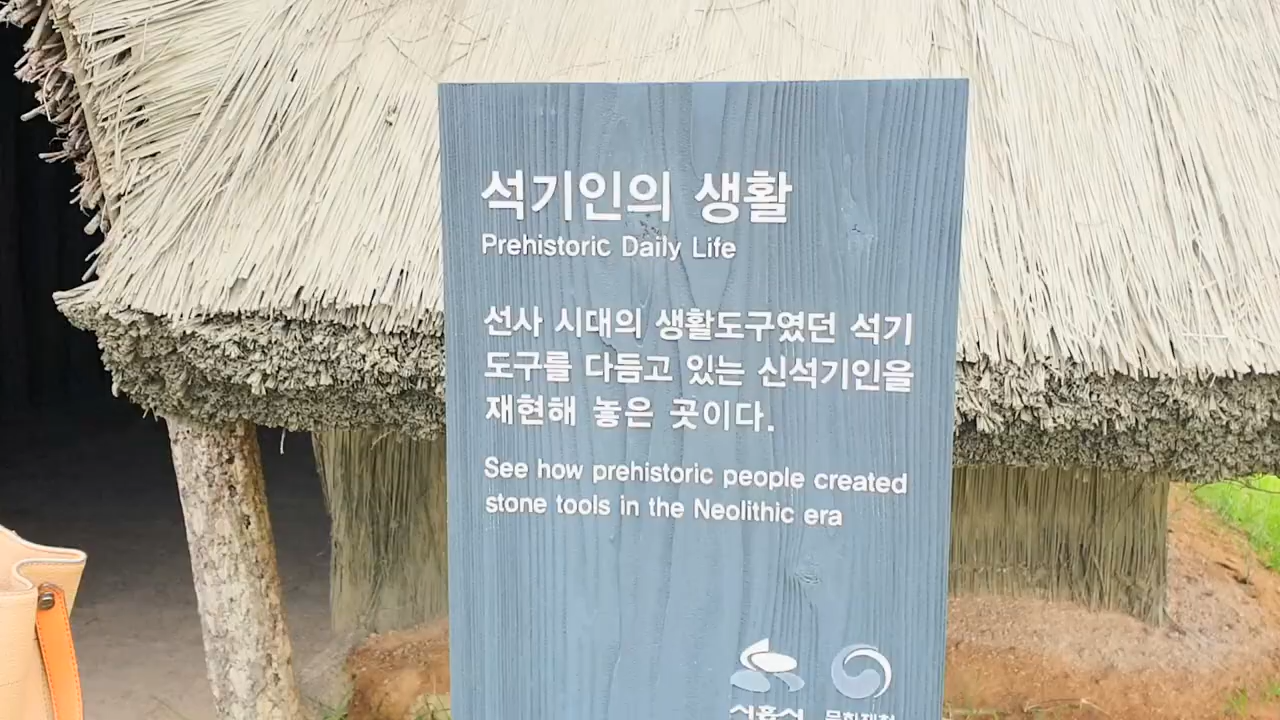 석기인의 생활
Prehistoric Daily Life
선사 시대의 생활도구였던 석기
도구를 다듬고 있는 신석기인을
재현해 놓은 곳이다.
See how prehistoric people created
stone tools in the Neolithic era